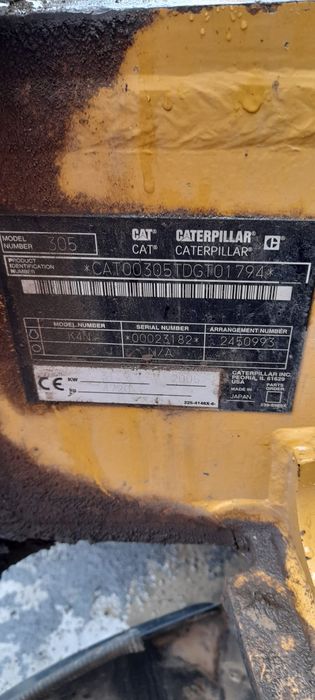 MODEL NUMBER 305 CAT CATERPILLAR C
CAT® CATERPILLAR®
PRODUCT IDENTIFICATION NUMBER *CAT00305TDGT01794*
MODEL NUMBER SERIAL NUMBER ARRANGEMENT NUMBER
K4N *00023182* 2450993
N/A
CE KW
CATERPILLAR INC.
PEORIA, IL 61629
USA
MADE IN
JAPAN